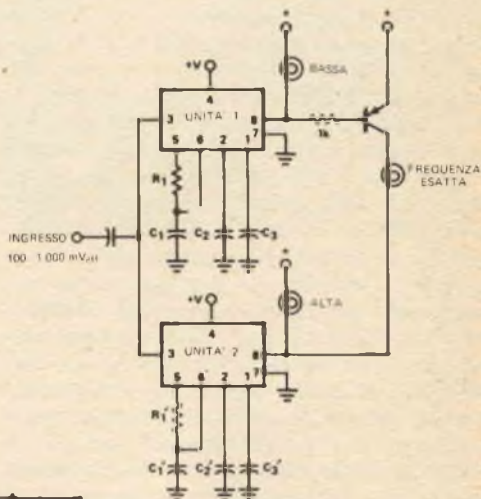 + +
BASSA
+V
4
3 UNITA' 1 8
7
5 6 2 1
1k
R₁
FREQUENZA
ESATTA
C₁ C₂ C₃
INGRESSO
100 1.000 mVeff
+
ALTA
+V
4
3 UNITA' 2 8
7
5 6' 2 1
R₁'
C₁' C₂' C₃'